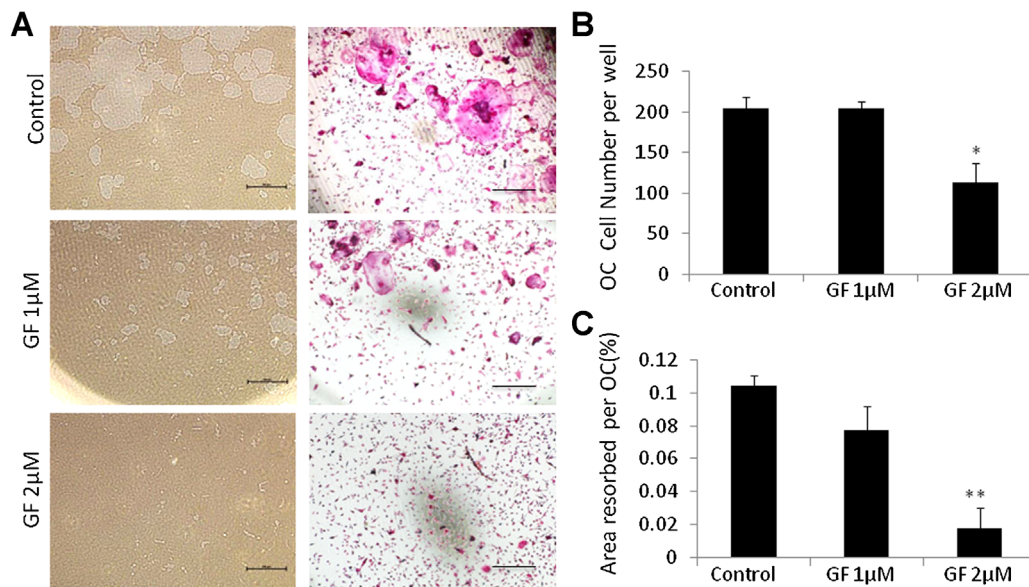 A
Control
GF 1µM
GF 2µM
B
OC Cell Number per well
250
200
150
100
50
0
*
Control
GF 1µM
GF 2µM
C
Area resorbed per OC(%)
0.12
0.1
0.08
0.06
0.04
0.02
0
**
Control
GF 1µM
GF 2µM